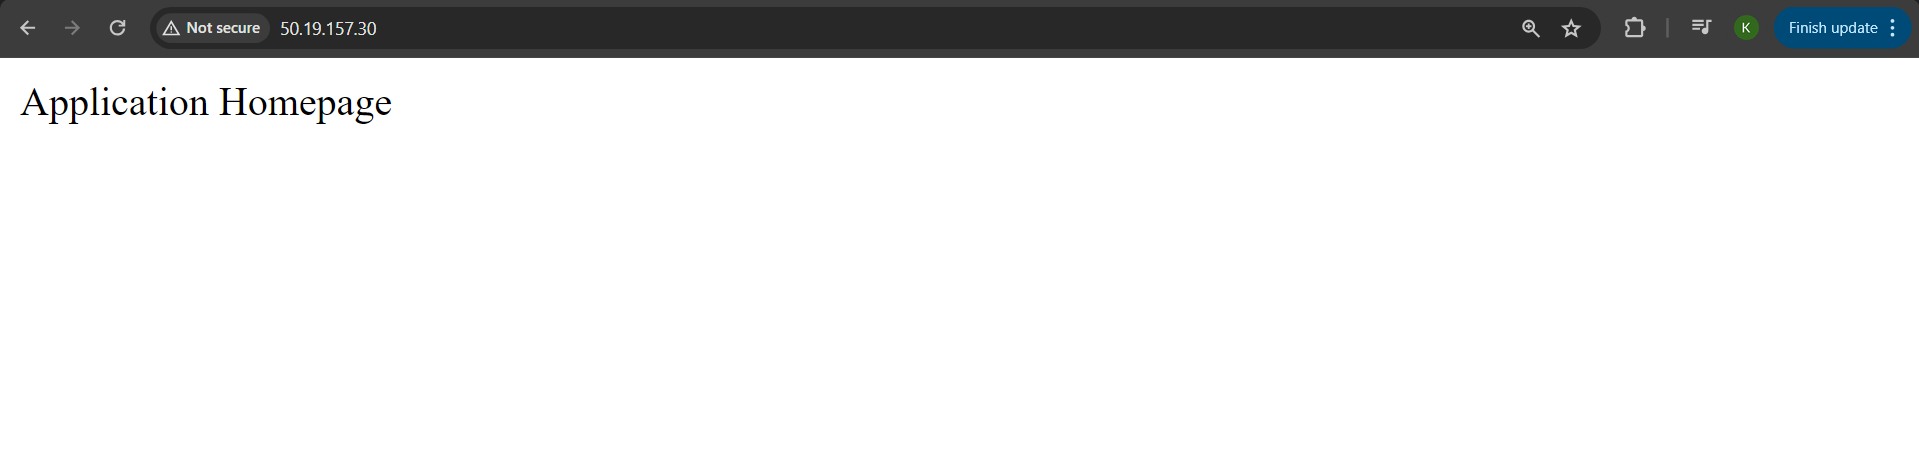 Not secure 50.19.157.30 K Finish update
Application Homepage